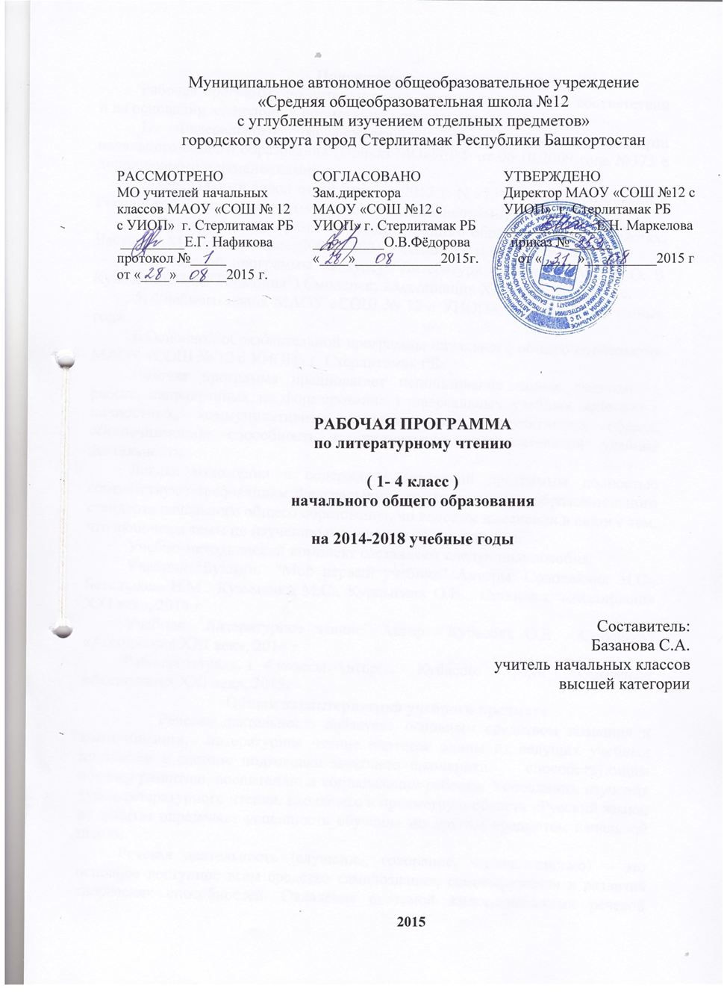 Муниципальное автономное общеобразовательное учреждение
«Средняя общеобразовательная школа №12
с углубленным изучением отдельных предметов»
городского округа город Стерлитамак Республики Башкортостан
РАССМОТРЕНО
МО учителей начальных
классов МАОУ «СОШ № 12
с УИОП» г. Стерлитамак РБ
_________Е.Г. Нафикова
протокол № 1
от «28» 08 2015 г.
СОГЛАСОВАНО
Зам.директора
МАОУ «СОШ №12 с
УИОП» г. Стерлитамак РБ
__________О.В.Фёдорова
«28» 08 2015г.
УТВЕРЖДЕНО
Директор МАОУ «СОШ №12 с
УИОП» г. Стерлитамак РБ
Е.Н. Маркелова
приказ №
от «31» 08 2015 г
РАБОЧАЯ ПРОГРАММА
по литературному чтению
( 1- 4 класс )
начального общего образования
на 2014-2018 учебные годы
Составитель:
Базанова С.А.
учитель начальных классов
высшей категории
2015